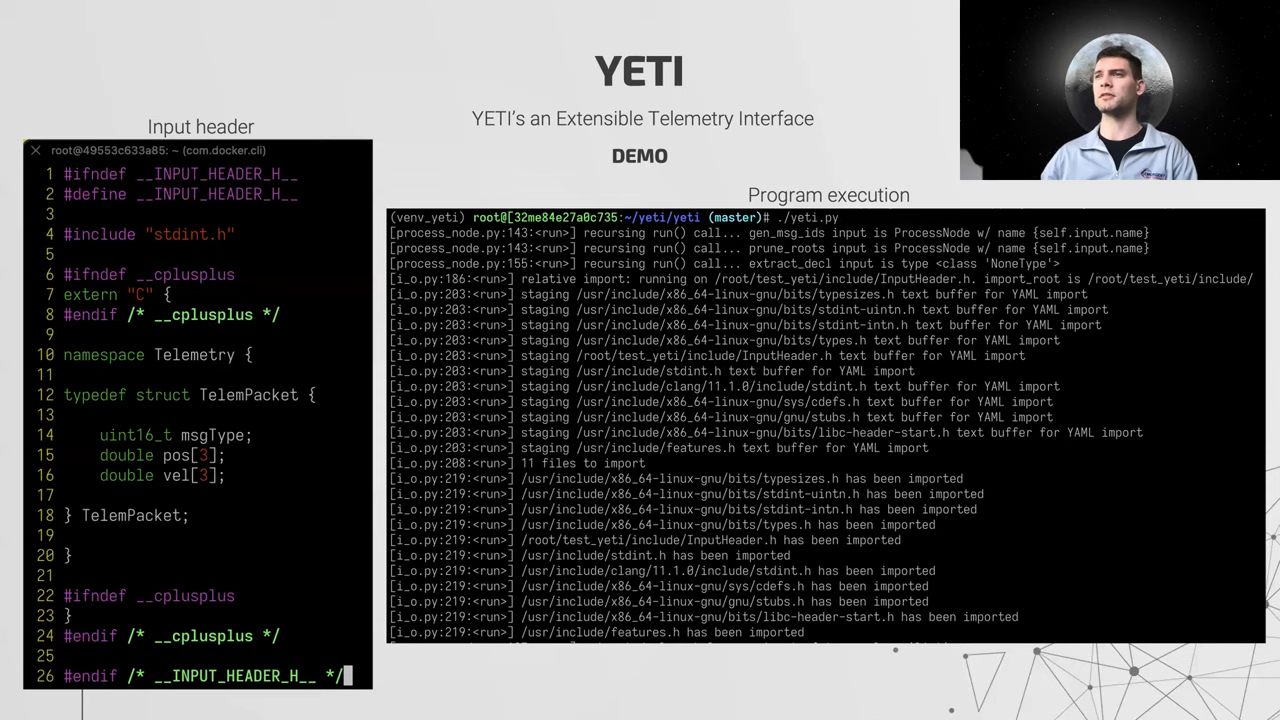 YETI
YETI's an Extensible Telemetry Interface
DEMO
Input header
root@49553c633a85: ~ (com.docker.cli)
1 #ifndef __INPUT_HEADER_H__
2 #define __INPUT_HEADER_H__
3
4 #include "stdint.h"
5
6 #ifndef __cplusplus
7 extern "C" {
8 #endif /* __cplusplus */
9
10 namespace Telemetry {
11
12 typedef struct TelemPacket {
13
14 uint16_t msgType;
15 double pos[3];
16 double vel[3];
17
18 } TelemPacket;
19
20 }
21
22 #ifndef __cplusplus
23 }
24 #endif /* __cplusplus */
25
26 #endif /* __INPUT_HEADER_H__ */
Program execution
(venv_yeti) root@[32me84e27a0c735:~/yeti/yeti (master)# ./yeti.py
[process_node.py:143:<run>] recursing run() call... gen_msg_ids input is ProcessNode w/ name {self.input.name}
[process_node.py:143:<run>] recursing run() call... prune_roots input is ProcessNode w/ name {self.input.name}
[process_node.py:155:<run>] recursing run() call... extract_decl input is type <class 'NoneType'>
[i_o.py:186:<run>] relative import: running on /root/test_yeti/include/InputHeader.h. import_root is /root/test_yeti/include/
[i_o.py:203:<run>] staging /usr/include/x86_64-linux-gnu/bits/typesizes.h text buffer for YAML import
[i_o.py:203:<run>] staging /usr/include/x86_64-linux-gnu/bits/stdint-uintn.h text buffer for YAML import
[i_o.py:203:<run>] staging /usr/include/x86_64-linux-gnu/bits/stdint-intn.h text buffer for YAML import
[i_o.py:203:<run>] staging /usr/include/x86_64-linux-gnu/bits/types.h text buffer for YAML import
[i_o.py:203:<run>] staging /root/test_yeti/include/InputHeader.h text buffer for YAML import
[i_o.py:203:<run>] staging /usr/include/stdint.h text buffer for YAML import
[i_o.py:203:<run>] staging /usr/include/clang/11.1.0/include/stdint.h text buffer for YAML import
[i_o.py:203:<run>] staging /usr/include/x86_64-linux-gnu/sys/cdefs.h text buffer for YAML import
[i_o.py:203:<run>] staging /usr/include/x86_64-linux-gnu/gnu/stubs.h text buffer for YAML import
[i_o.py:203:<run>] staging /usr/include/x86_64-linux-gnu/bits/libc-header-start.h text buffer for YAML import
[i_o.py:203:<run>] staging /usr/include/features.h text buffer for YAML import
[i_o.py:208:<run>] 11 files to import
[i_o.py:219:<run>] /usr/include/x86_64-linux-gnu/bits/typesizes.h has been imported
[i_o.py:219:<run>] /usr/include/x86_64-linux-gnu/bits/stdint-uintn.h has been imported
[i_o.py:219:<run>] /usr/include/x86_64-linux-gnu/bits/stdint-intn.h has been imported
[i_o.py:219:<run>] /usr/include/x86_64-linux-gnu/bits/types.h has been imported
[i_o.py:219:<run>] /root/test_yeti/include/InputHeader.h has been imported
[i_o.py:219:<run>] /usr/include/stdint.h has been imported
[i_o.py:219:<run>] /usr/include/clang/11.1.0/include/stdint.h has been imported
[i_o.py:219:<run>] /usr/include/x86_64-linux-gnu/sys/cdefs.h has been imported
[i_o.py:219:<run>] /usr/include/x86_64-linux-gnu/gnu/stubs.h has been imported
[i_o.py:219:<run>] /usr/include/x86_64-linux-gnu/bits/libc-header-start.h has been imported
[i_o.py:219:<run>] /usr/include/features.h has been imported